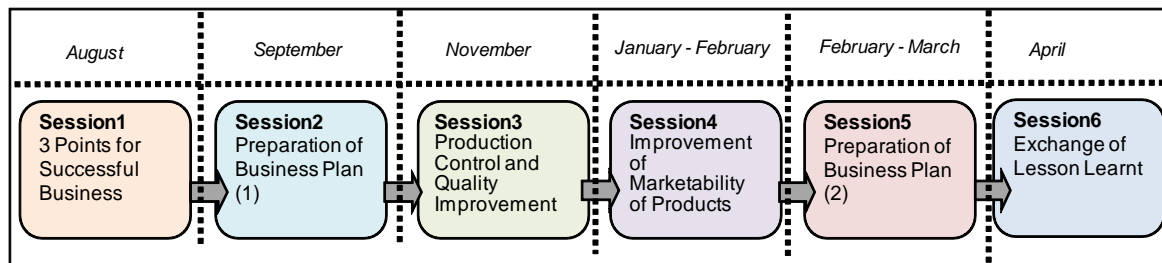 August
September
November
January - February
February - March
April
Session1
3 Points for
Successful
Business
Session2
Preparation of
Business Plan
(1)
Session3
Production
Control and
Quality
Improvement
Session4
Improvement
of
Marketability
of Products
Session5
Preparation of
Business Plan
(2)
Session6
Exchange of
Lesson Learnt